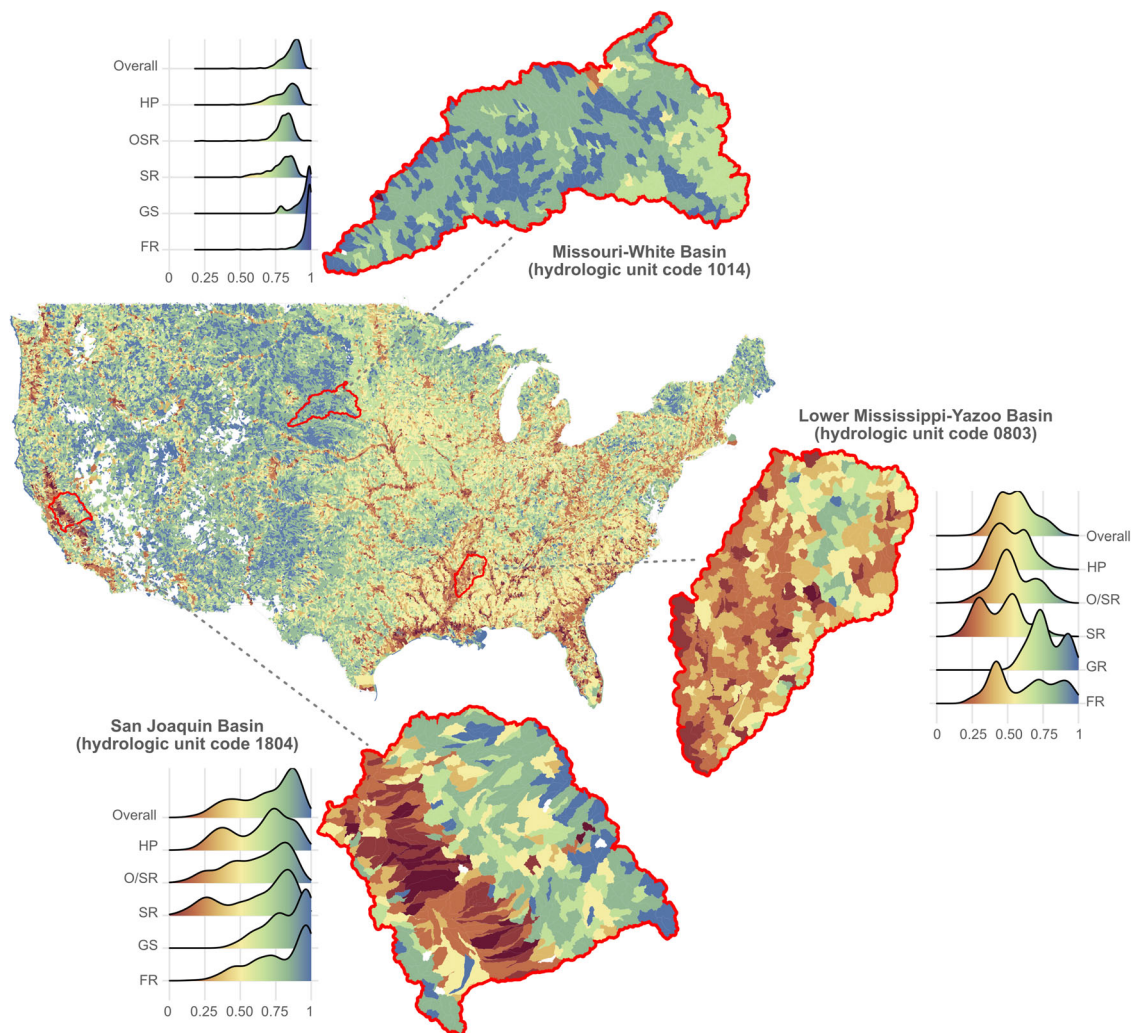 Overall
HP
OSR
SR
GS
FR
0 0.25 0.50 0.75 1
Missouri-White Basin
(hydrologic unit code 1014)
Lower Mississippi-Yazoo Basin
(hydrologic unit code 0803)
Overall
HP
O/SR
SR
GR
FR
0 0.25 0.50 0.75 1
San Joaquin Basin
(hydrologic unit code 1804)
Overall
HP
O/SR
SR
GS
FR
0 0.25 0.50 0.75 1